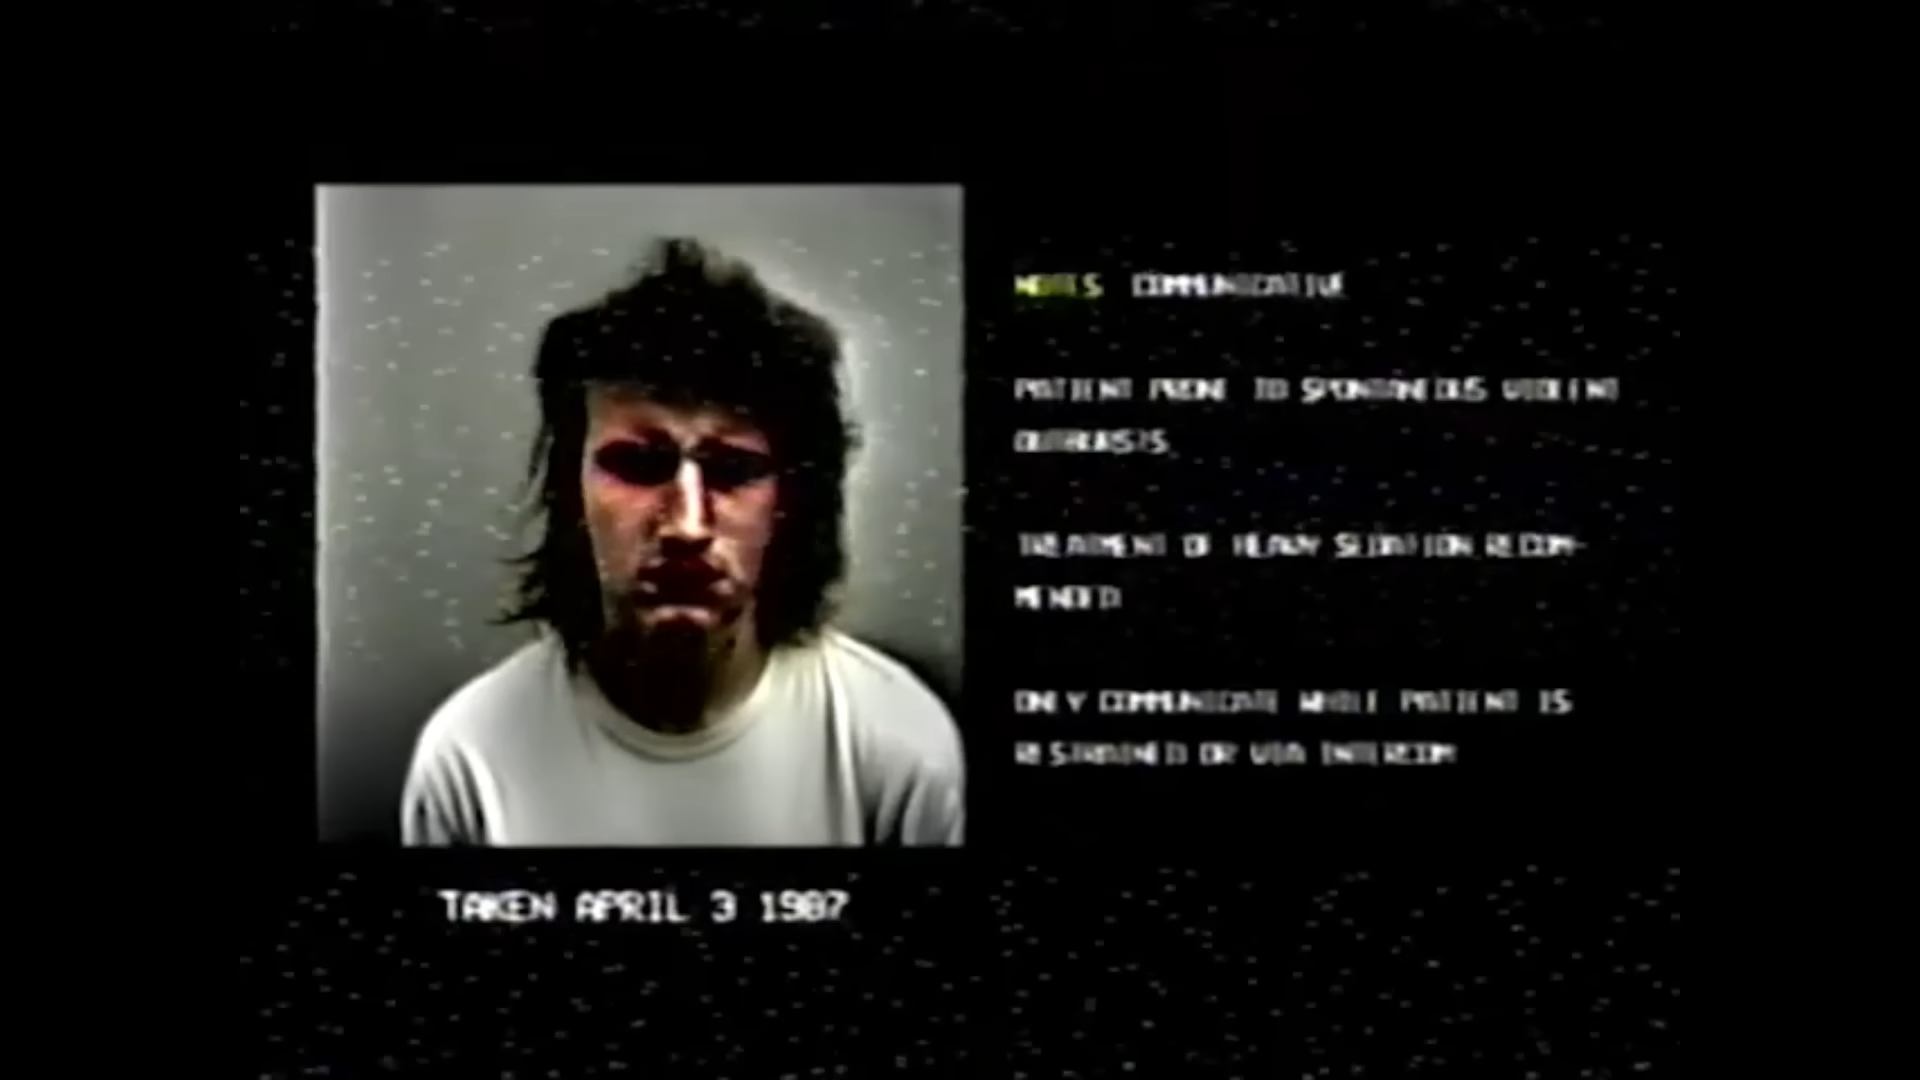 NOTES COMMUNICATIVE
PATIENT PRONE TO SPONTANEOUS VIOLENT
OUTBURSTS
TREATMENT OF HEAVY SEDATION RECOM-
MENDED
ONLY COMMUNICATE WHILE PATIENT IS
RESTRAINED OR VIA INTERCOM
TAKEN APRIL 3 1987